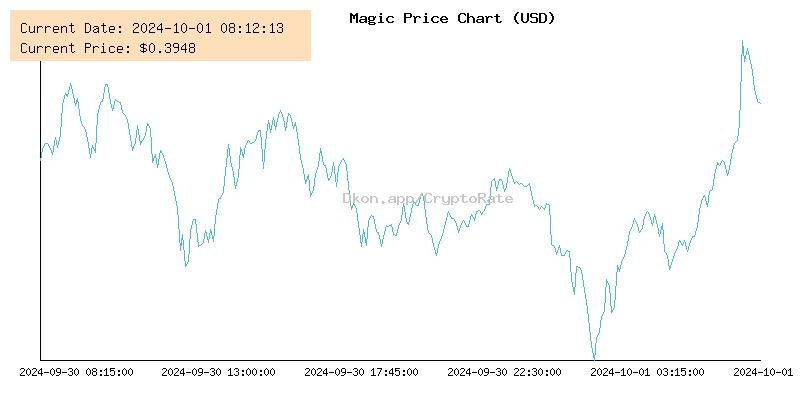 Magic Price Chart (USD)
Current Date: 2024-10-01 08:12:13
Current Price: $0.3948
Dkon.app/CryptoRate
2024-09-30 08:15:00 2024-09-30 13:00:00 2024-09-30 17:45:00 2024-09-30 22:30:00 2024-10-01 03:15:00 2024-10-01